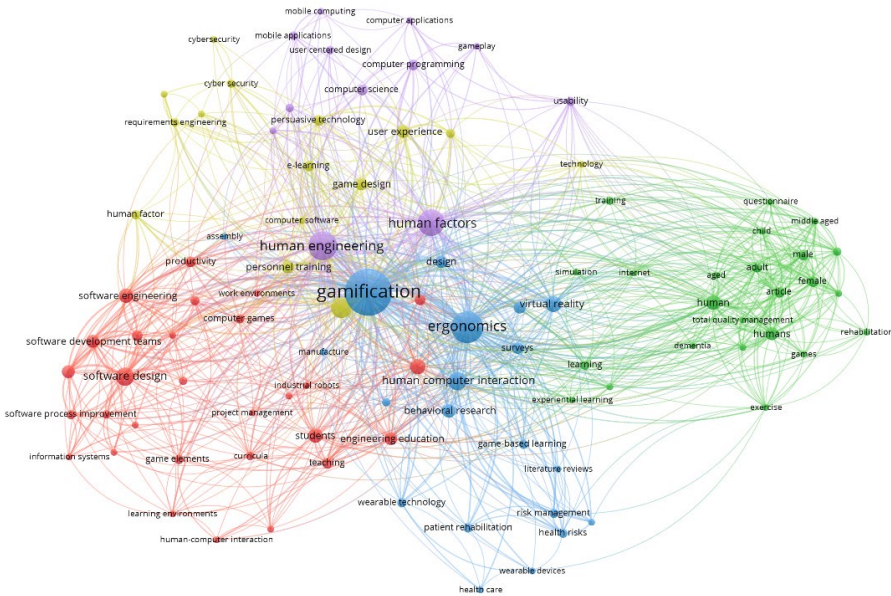 mobile computing
computer applications
mobile applications
cybersecurity
gameplay
user centered design
computer programming
cyber security
computer science
usability
requirements engineering
persuasive technology
user experience
e-learning
technology
game design
training
questionnaire
human factor
computer software
human factors
middle aged
child
assembly
human engineering
male
productivity
personnel training
design
simulation
internet
aged
adult
female
software engineering
work environments
gamification
article
virtual reality
human
computer games
ergonomics
total quality management
humans
rehabilitation
software development teams
manufacture
surveys
dementia
games
learning
software design
industrial robots
human computer interaction
experiential learning
exercise
software process improvement
project management
behavioral research
students
engineering education
game-based learning
information systems
game elements
curricula
teaching
literature reviews
wearable technology
learning environments
risk management
patient rehabilitation
health risks
human-computer interaction
wearable devices
health care